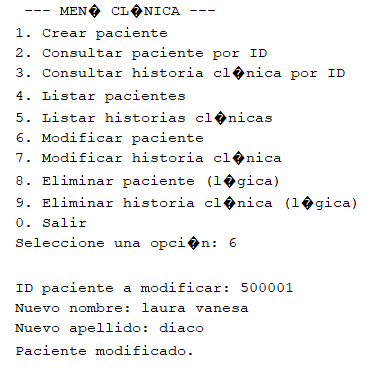 --- MEN� CL�NICA ---
1. Crear paciente
2. Consultar paciente por ID
3. Consultar historia cl�nica por ID
4. Listar pacientes
5. Listar historias cl�nicas
6. Modificar paciente
7. Modificar historia cl�nica
8. Eliminar paciente (l�gica)
9. Eliminar historia cl�nica (l�gica)
0. Salir
Seleccione una opci�n: 6
ID paciente a modificar: 500001
Nuevo nombre: laura vanesa
Nuevo apellido: diaco
Paciente modificado.